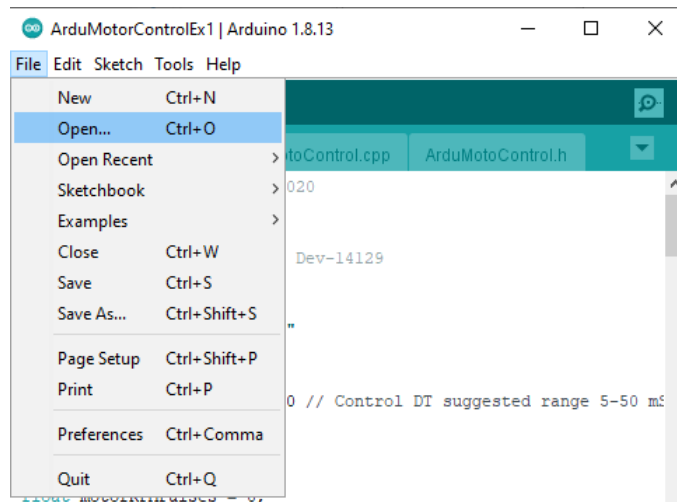 ArduMotorControlEx1 | Arduino 1.8.13
File Edit Sketch Tools Help
New Ctrl+N
Open... Ctrl+O
Open Recent
Sketchbook
Examples
Close Ctrl+W
Save Ctrl+S
Save As... Ctrl+Shift+S
Page Setup Ctrl+Shift+P
Print Ctrl+P
Preferences Ctrl+Comma
Quit Ctrl+Q
toControl.cpp ArduMotoControl.h
020
Dev-14129
"
0 // Control DT suggested range 5-50 mS